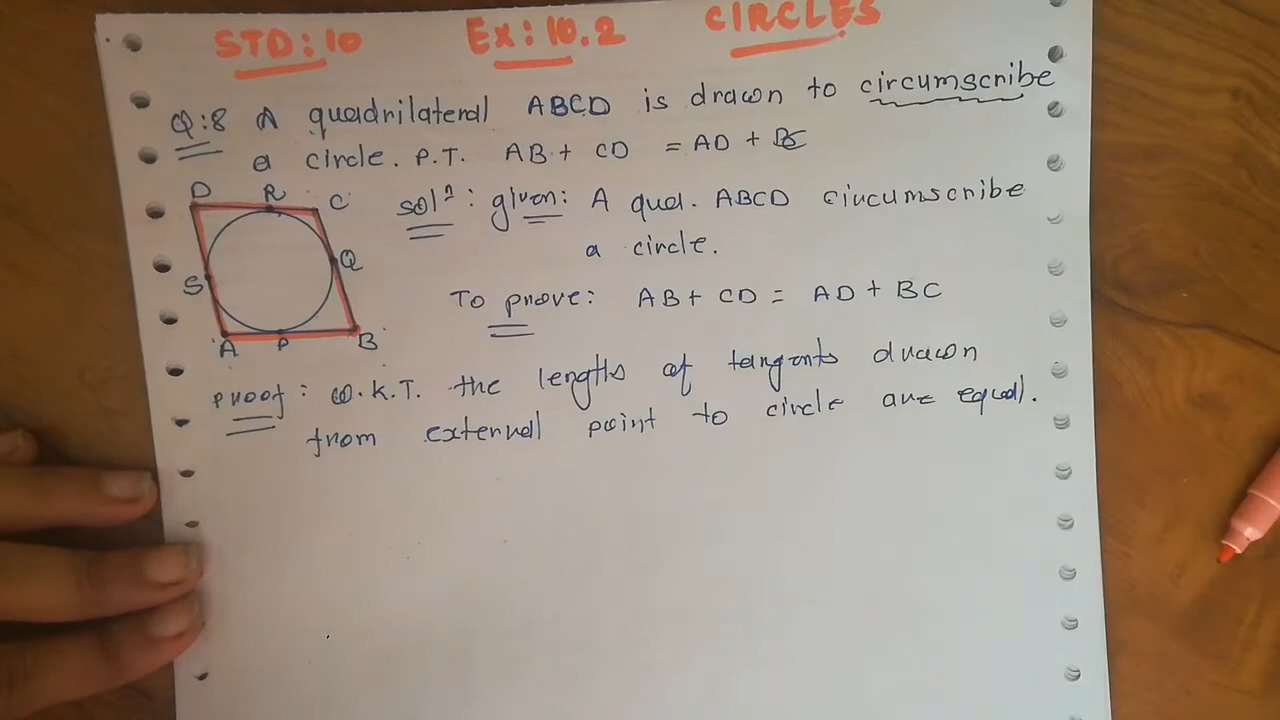 STD: 10 Ex: 10.2 CIRCLES
Q:8 A quadrilateral ABCD is drawn to circumscribe
a circle. P.T. AB + CD = AD + BC
D R C
sol?: given: A quad. ABCD circumscribe
a circle.
S Q
To prove: AB + CD = AD + BC
A P B
proof: W.K.T. the lengths of tangents drawn
from external point to circle are equal.